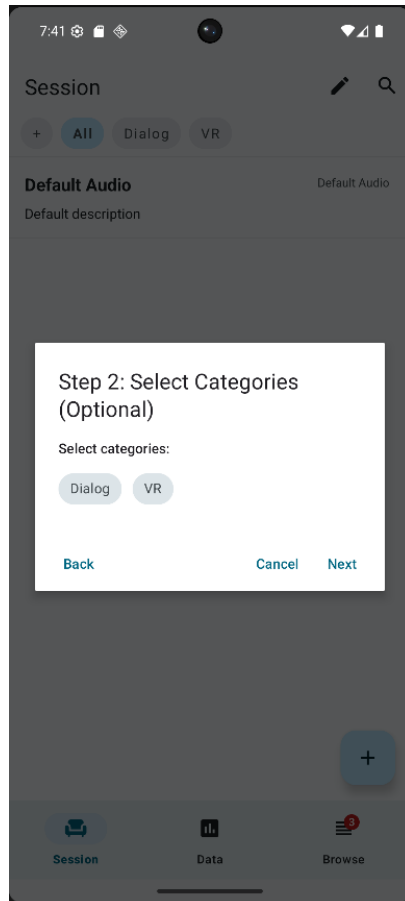 7:41
Session
+ All Dialog VR
Default Audio Default Audio
Default description
Step 2: Select Categories
(Optional)
Select categories:
Dialog VR
Back Cancel Next
+
3
Session Data Browse